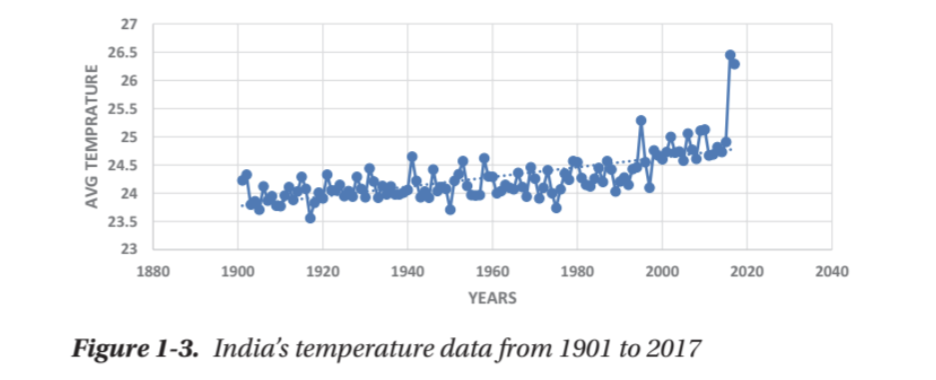 27
26.5
26
25.5
25
24.5
24
23.5
23
AVG TEMPRATURE
1880 1900 1920 1940 1960 1980 2000 2020 2040
YEARS
Figure 1-3. India's temperature data from 1901 to 2017